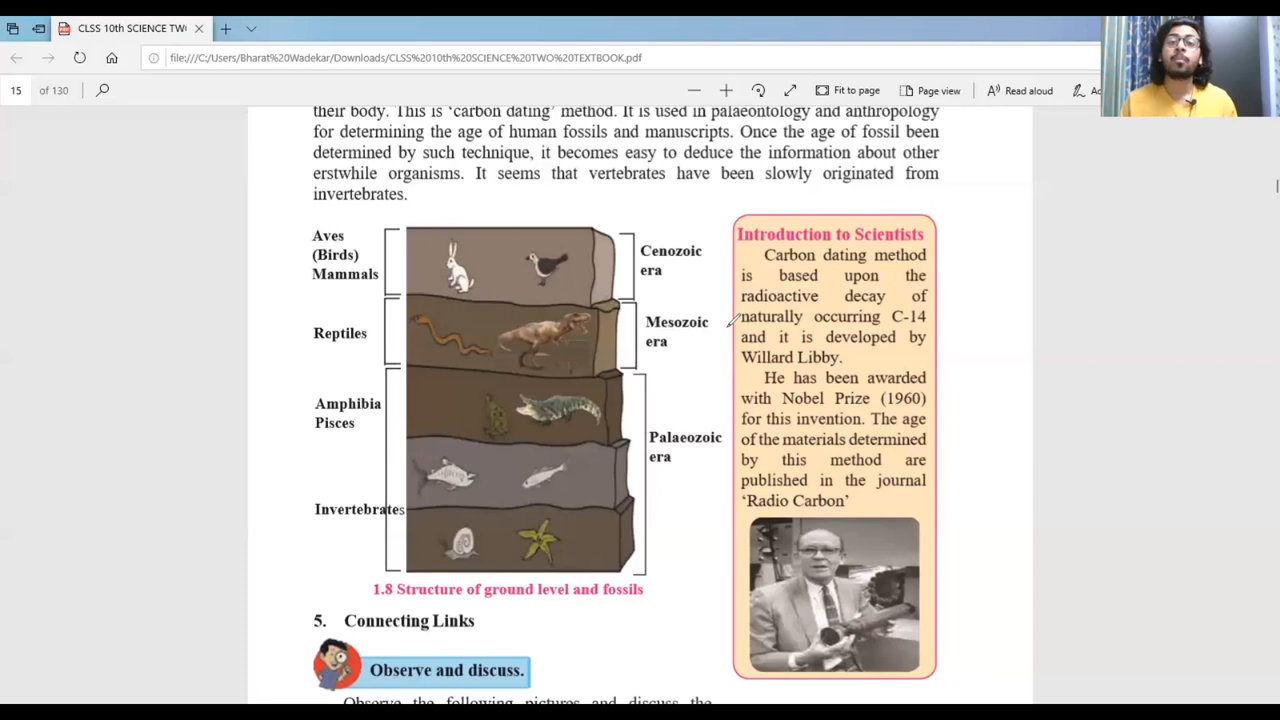 CLSS 10th SCIENCE TW
file:///C:/Users/Bharat%20Wadekar/Downloads/CLSS%2010th%20SCIENCE%20TWO%20TEXTBOOK.pdf
15 of 130
Fit to page
Page view
Read aloud
their body. This is ‘carbon dating’ method. It is used in palaeontology and anthropology
for determining the age of human fossils and manuscripts. Once the age of fossil been
determined by such technique, it becomes easy to deduce the information about other
erstwhile organisms. It seems that vertebrates have been slowly originated from
invertebrates.
Aves
(Birds)
Mammals
Reptiles
Amphibia
Pisces
Invertebrates
Cenozoic
era
Mesozoic
era
Palaeozoic
era
1.8 Structure of ground level and fossils
Introduction to Scientists
Carbon dating method
is based upon the
radioactive decay of
naturally occurring C-14
and it is developed by
Willard Libby.
He has been awarded
with Nobel Prize (1960)
for this invention. The age
of the materials determined
by this method are
published in the journal
‘Radio Carbon’
5. Connecting Links
Observe and discuss.
Observe the following pictures and discuss the